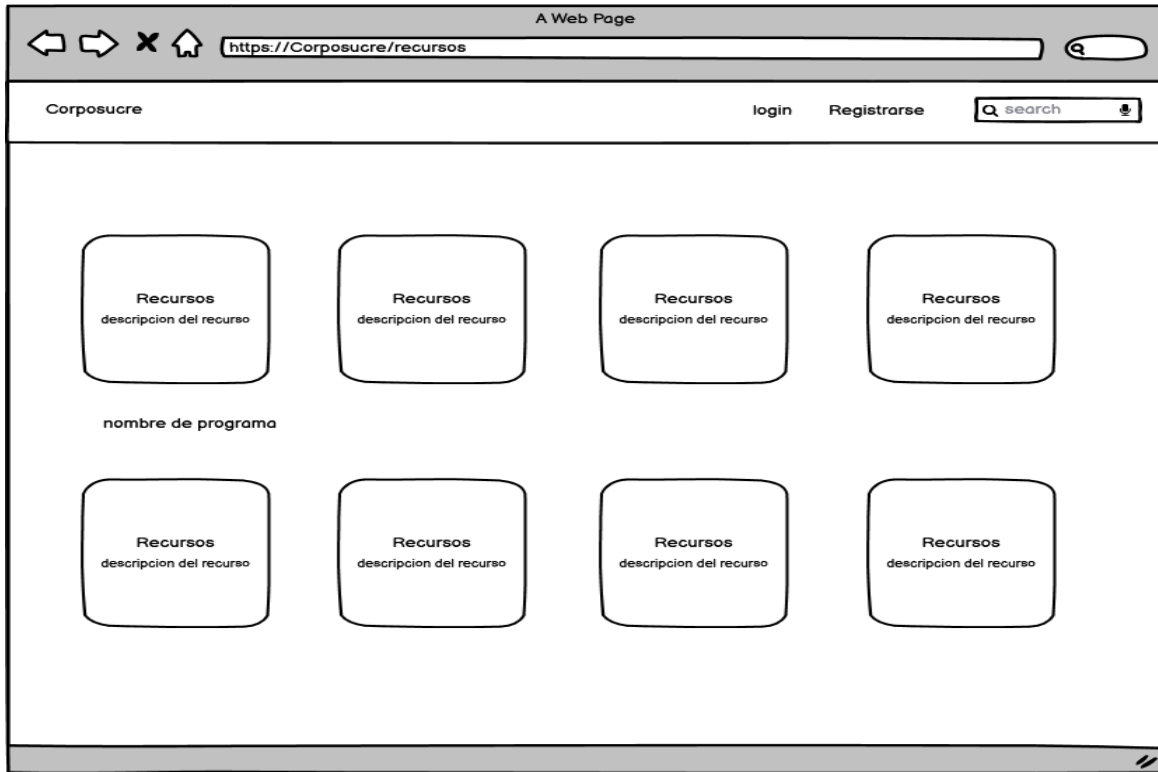 A Web Page
https://Corposucre/recursos
Corposucre login Registrarse search
Recursos Recursos Recursos Recursos
descripcion del recurso descripcion del recurso descripcion del recurso descripcion del recurso
nombre de programa
Recursos Recursos Recursos Recursos
descripcion del recurso descripcion del recurso descripcion del recurso descripcion del recurso